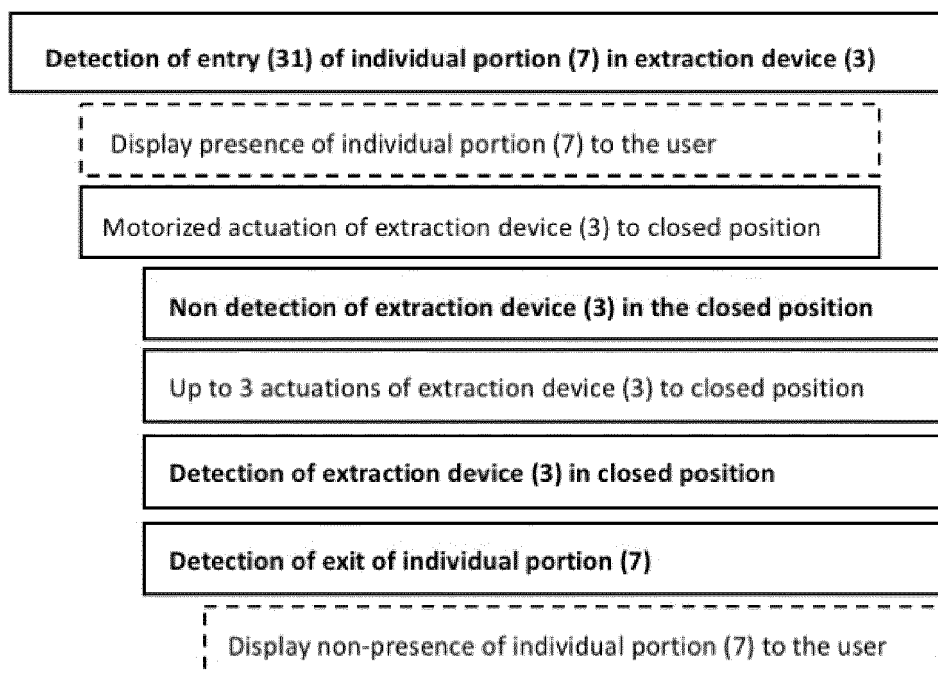 Detection of entry (31) of individual portion (7) in extraction device (3)
Display presence of individual portion (7) to the user
Motorized actuation of extraction device (3) to closed position
Non detection of extraction device (3) in the closed position
Up to 3 actuations of extraction device (3) to closed position
Detection of extraction device (3) in closed position
Detection of exit of individual portion (7)
Display non-presence of individual portion (7) to the user